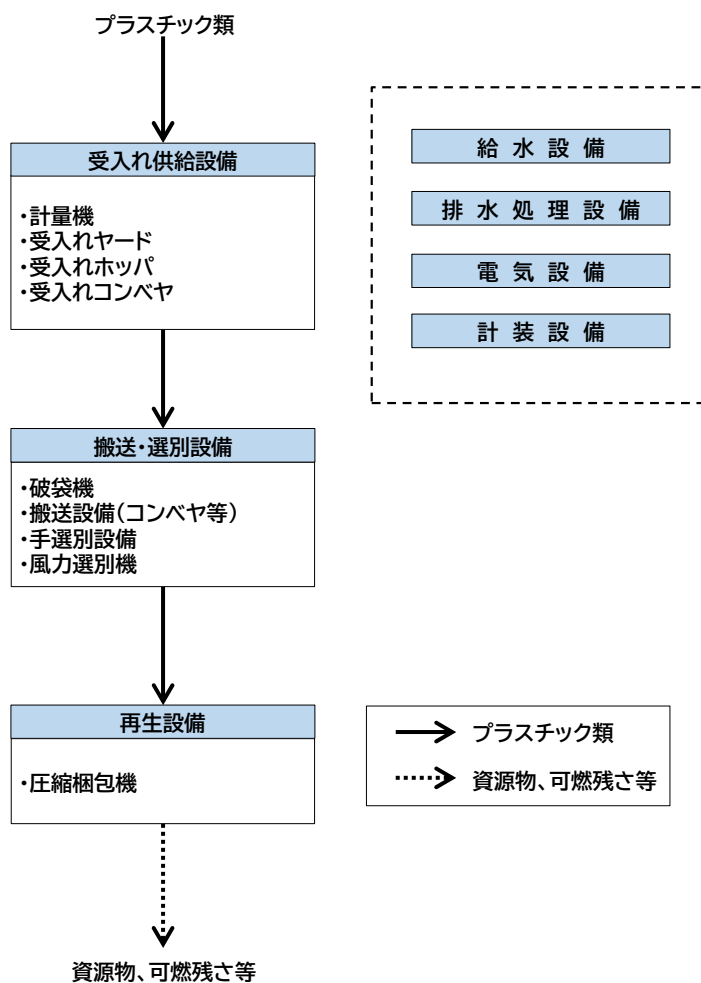 プラスチック類
受入れ供給設備
・計量機
・受入れヤード
・受入れホッパ
・受入れコンベヤ
搬送・選別設備
・破袋機
・搬送設備(コンベヤ等)
・手選別設備
・風力選別機
再生設備
・圧縮梱包機
資源物、可燃残さ等
給水設備
排水処理設備
電気設備
計装設備
プラスチック類
資源物、可燃残さ等